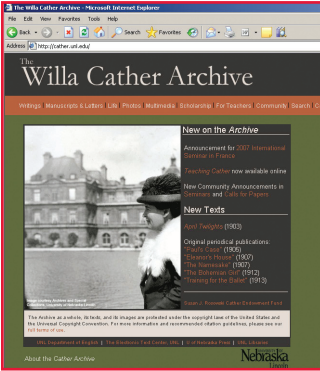 The Willa Cather Archive - Microsoft Internet Explorer
File Edit View Favorites Tools Help
Back Search Favorites
Address http://cather.unl.edu/
The
Willa Cather Archive
Writings | Manuscripts & Letters | Life | Photos | Multimedia | Scholarship | For Teachers | Community | Search | C
New on the Archive
Announcement for 2007 International
Seminar in France
Teaching Cather now available online
New Community Announcements in
Seminars and Calls for Papers
New Texts
April Twilights (1903)
Original periodical publications:
"Paul's Case" (1905)
"Eleanor's House" (1907)
"The Namesake" (1907)
"The Bohemian Girl" (1912)
"Training for the Ballet" (1913)
Susan J. Rosowski Cather Endowment Fund
The Archive as a whole, its texts, and its images are protected under the copyright laws of the United States and
the Universal Copyright Convention. For more information and recommended citation guidelines, please see our
full terms of use.
UNL Department of English | The Electronic Text Center, UNL | U of Nebraska Press | UNL Libraries
About the Cather Archive
Nebraska
Lincoln